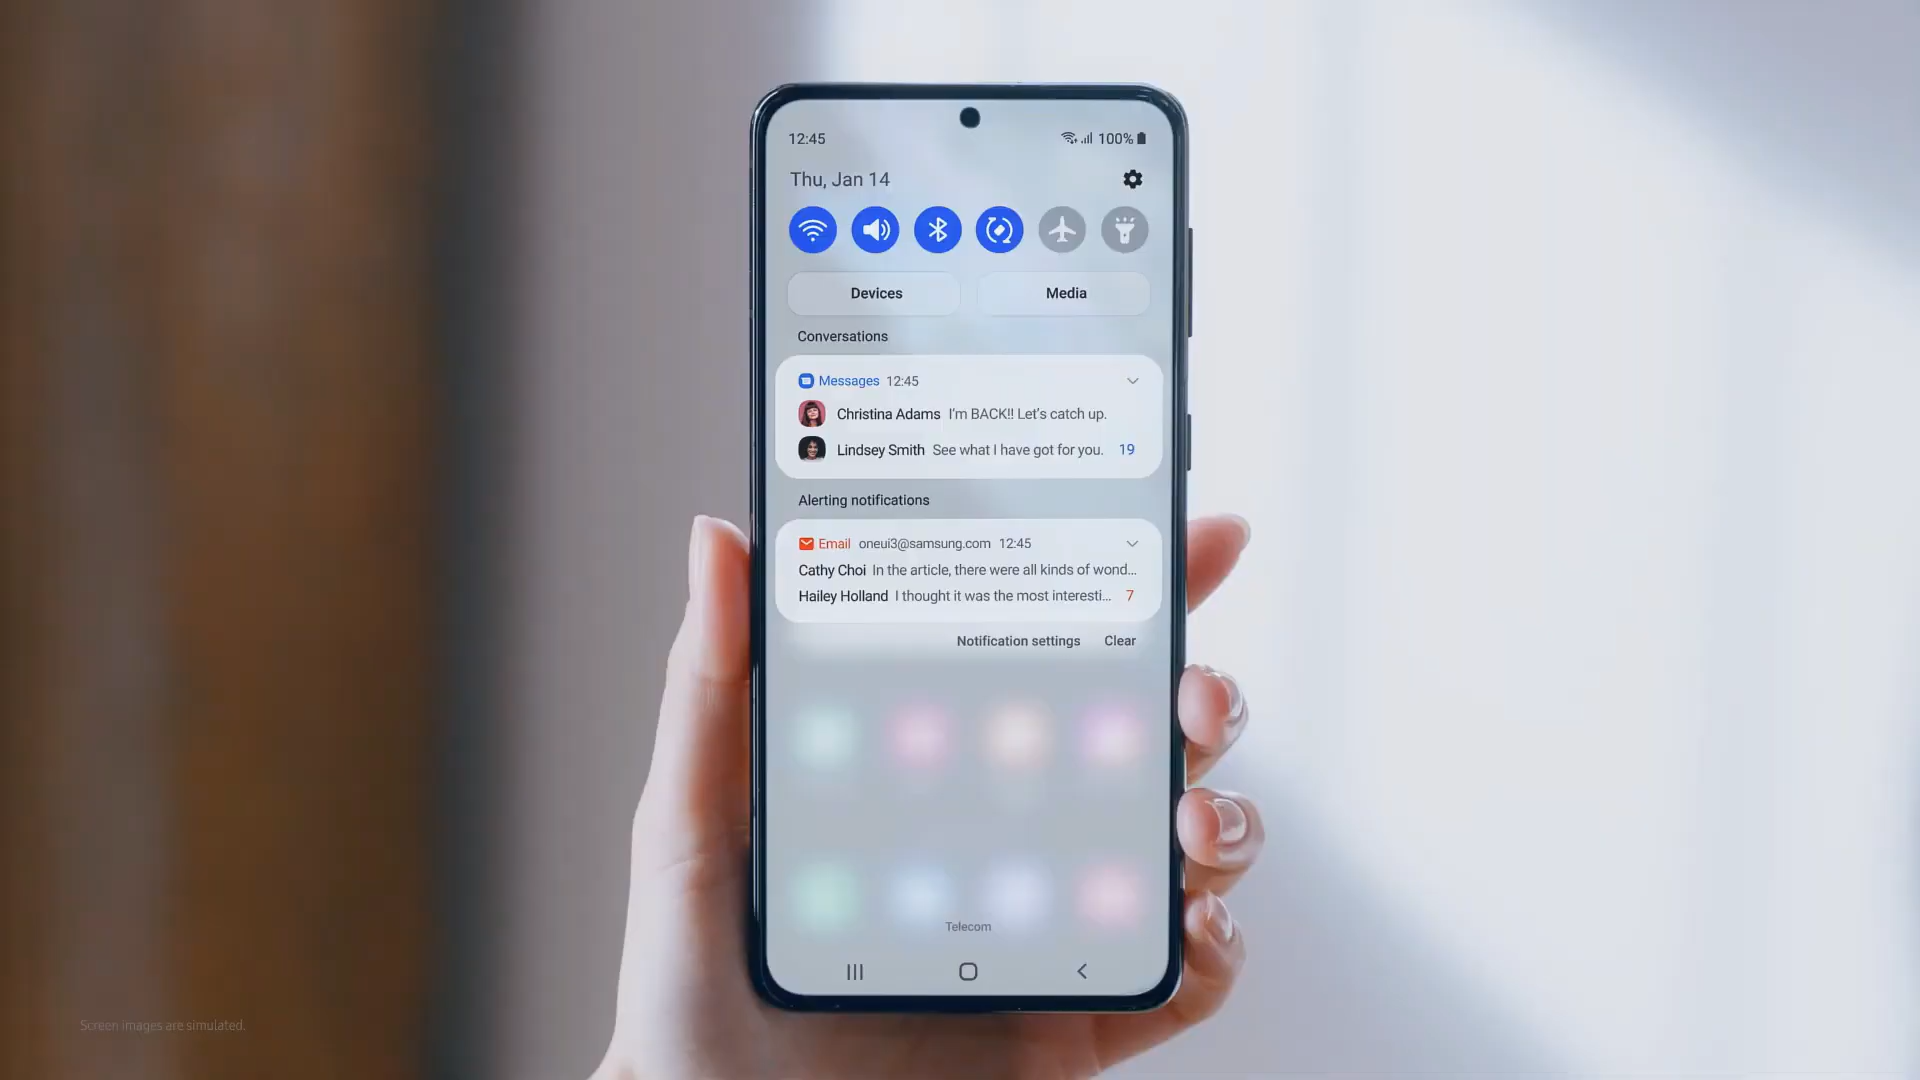 12:45 100%
Thu, Jan 14
Devices Media
Conversations
Messages 12:45
Christina Adams I'm BACK!! Let's catch up.
Lindsey Smith See what I have got for you. 19
Alerting notifications
Email oneui3@samsung.com 12:45
Cathy Choi In the article, there were all kinds of wond...
Hailey Holland I thought it was the most interesti... 7
Notification settings Clear
Telecom
Screen images are simulated.